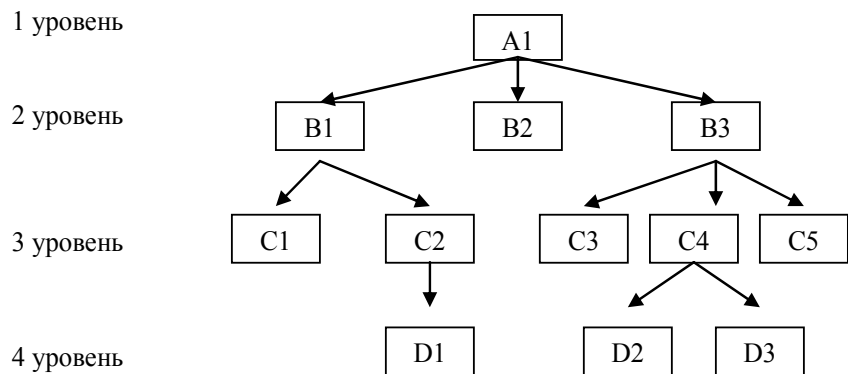 1 уровень
A1
2 уровень
B1 B2 B3
3 уровень
C1 C2 C3 C4 C5
4 уровень
D1 D2 D3